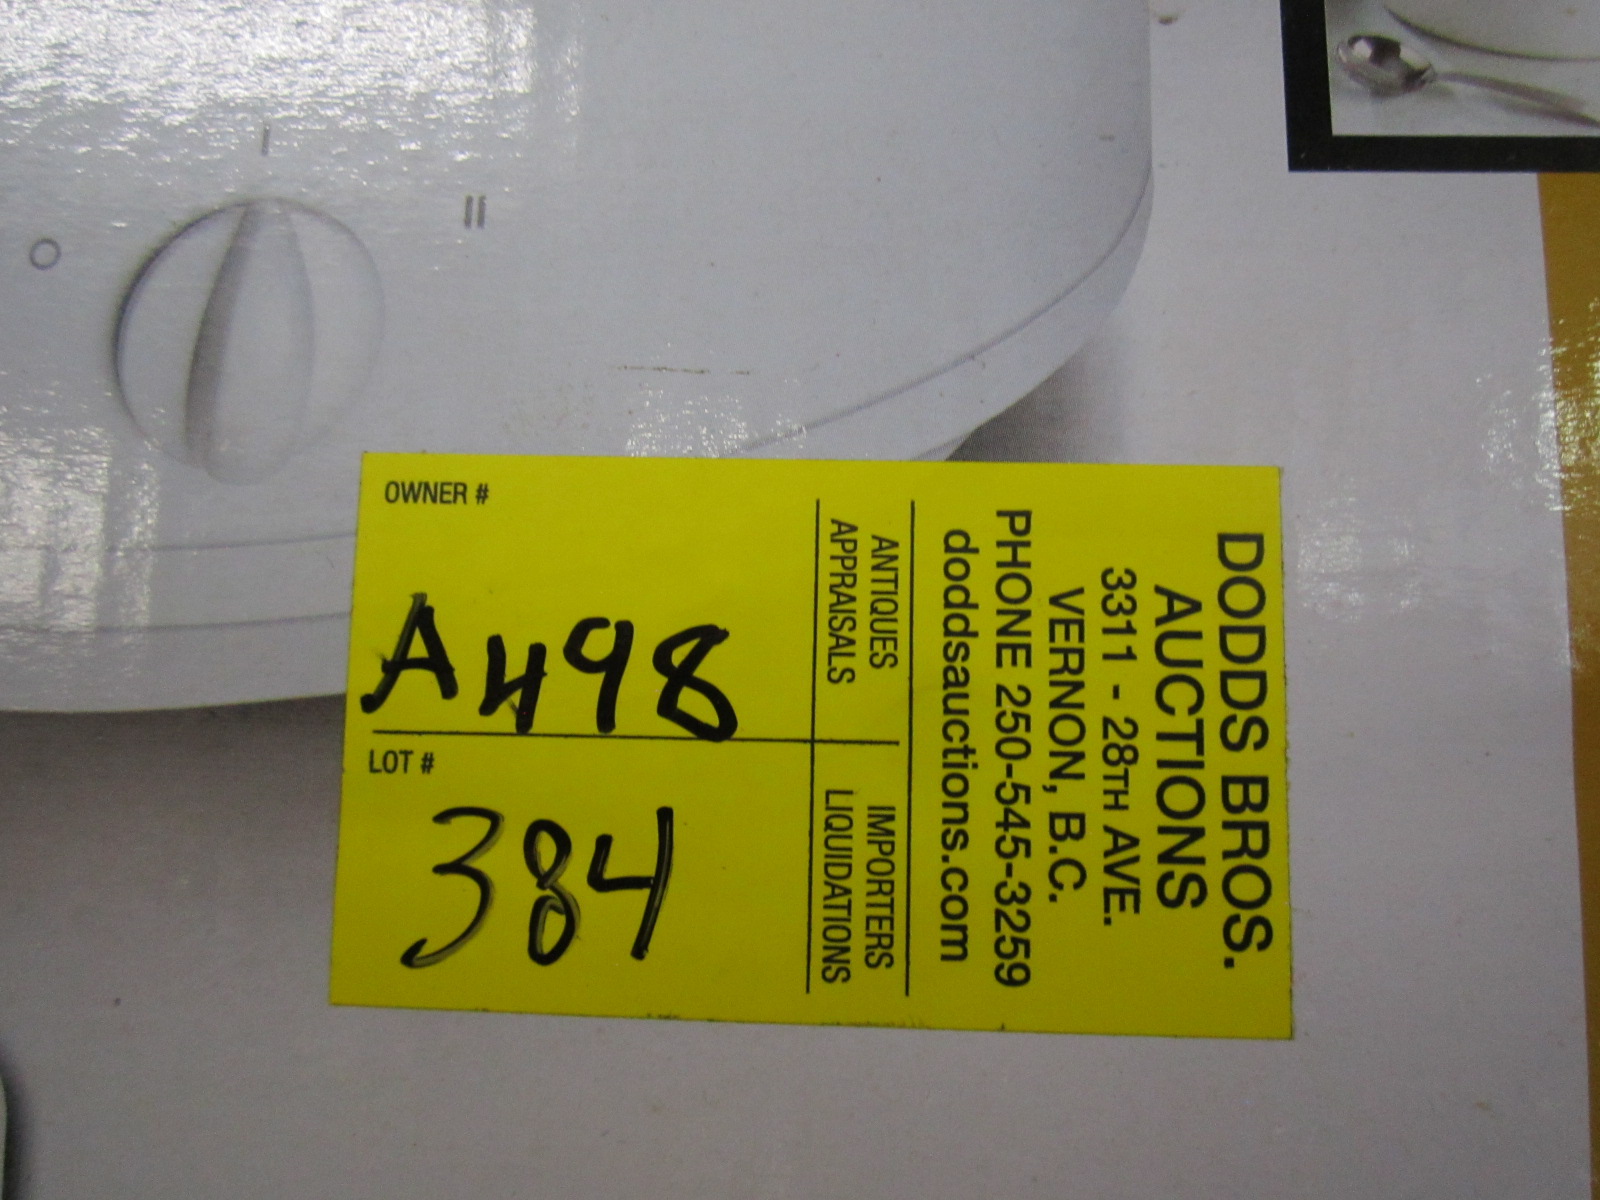 O
I
II
OWNER #
A498
LOT #
384
DODDS BROS.
AUCTIONS
3311 - 28TH AVE.
VERNON, B.C.
PHONE 250-545-3259
doddsauctions.com
ANTIQUES
APPRAISALS
IMPORTERS
LIQUIDATIONS